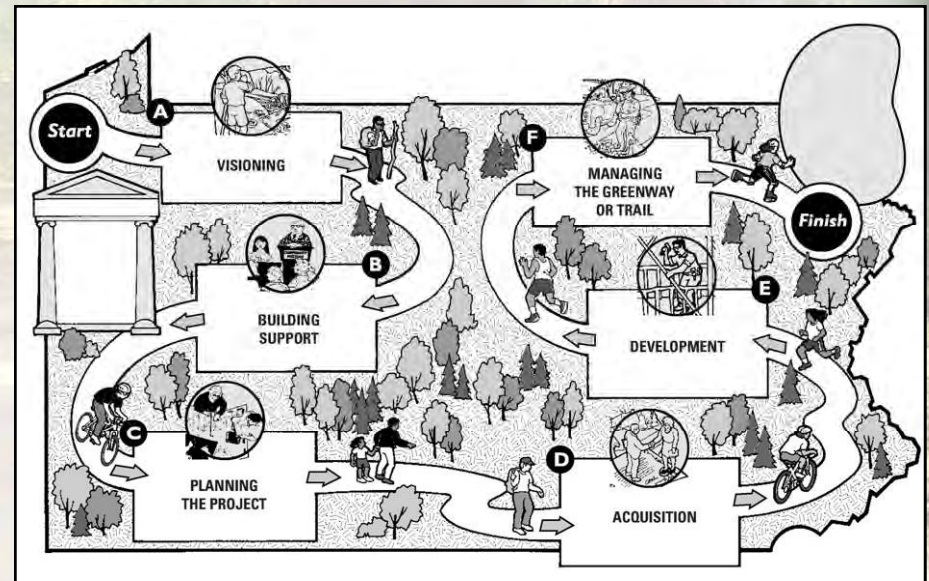 Start
A
VISIONING
B
BUILDING
SUPPORT
C
PLANNING
THE PROJECT
D
ACQUISITION
E
DEVELOPMENT
F
MANAGING
THE GREENWAY
OR TRAIL
Finish